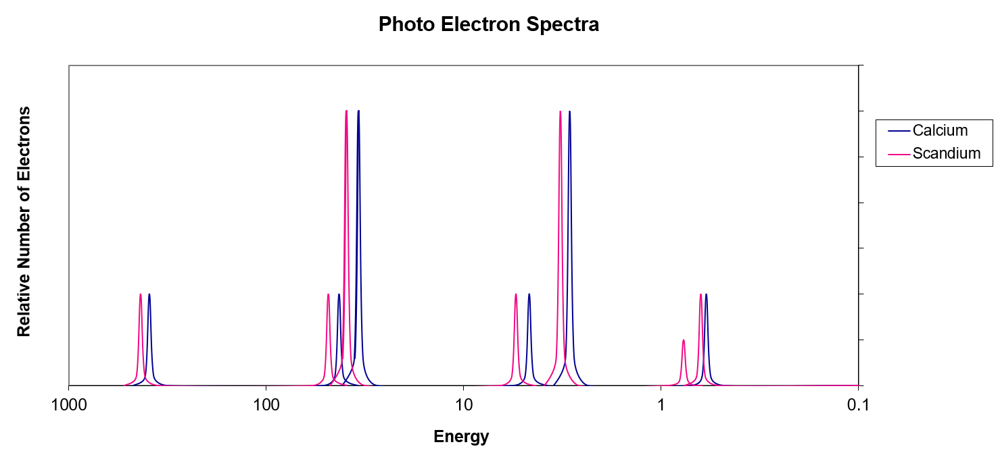 Photo Electron Spectra
Relative Number of Electrons
Calcium
Scandium
1000
100
10
1
0.1
Energy